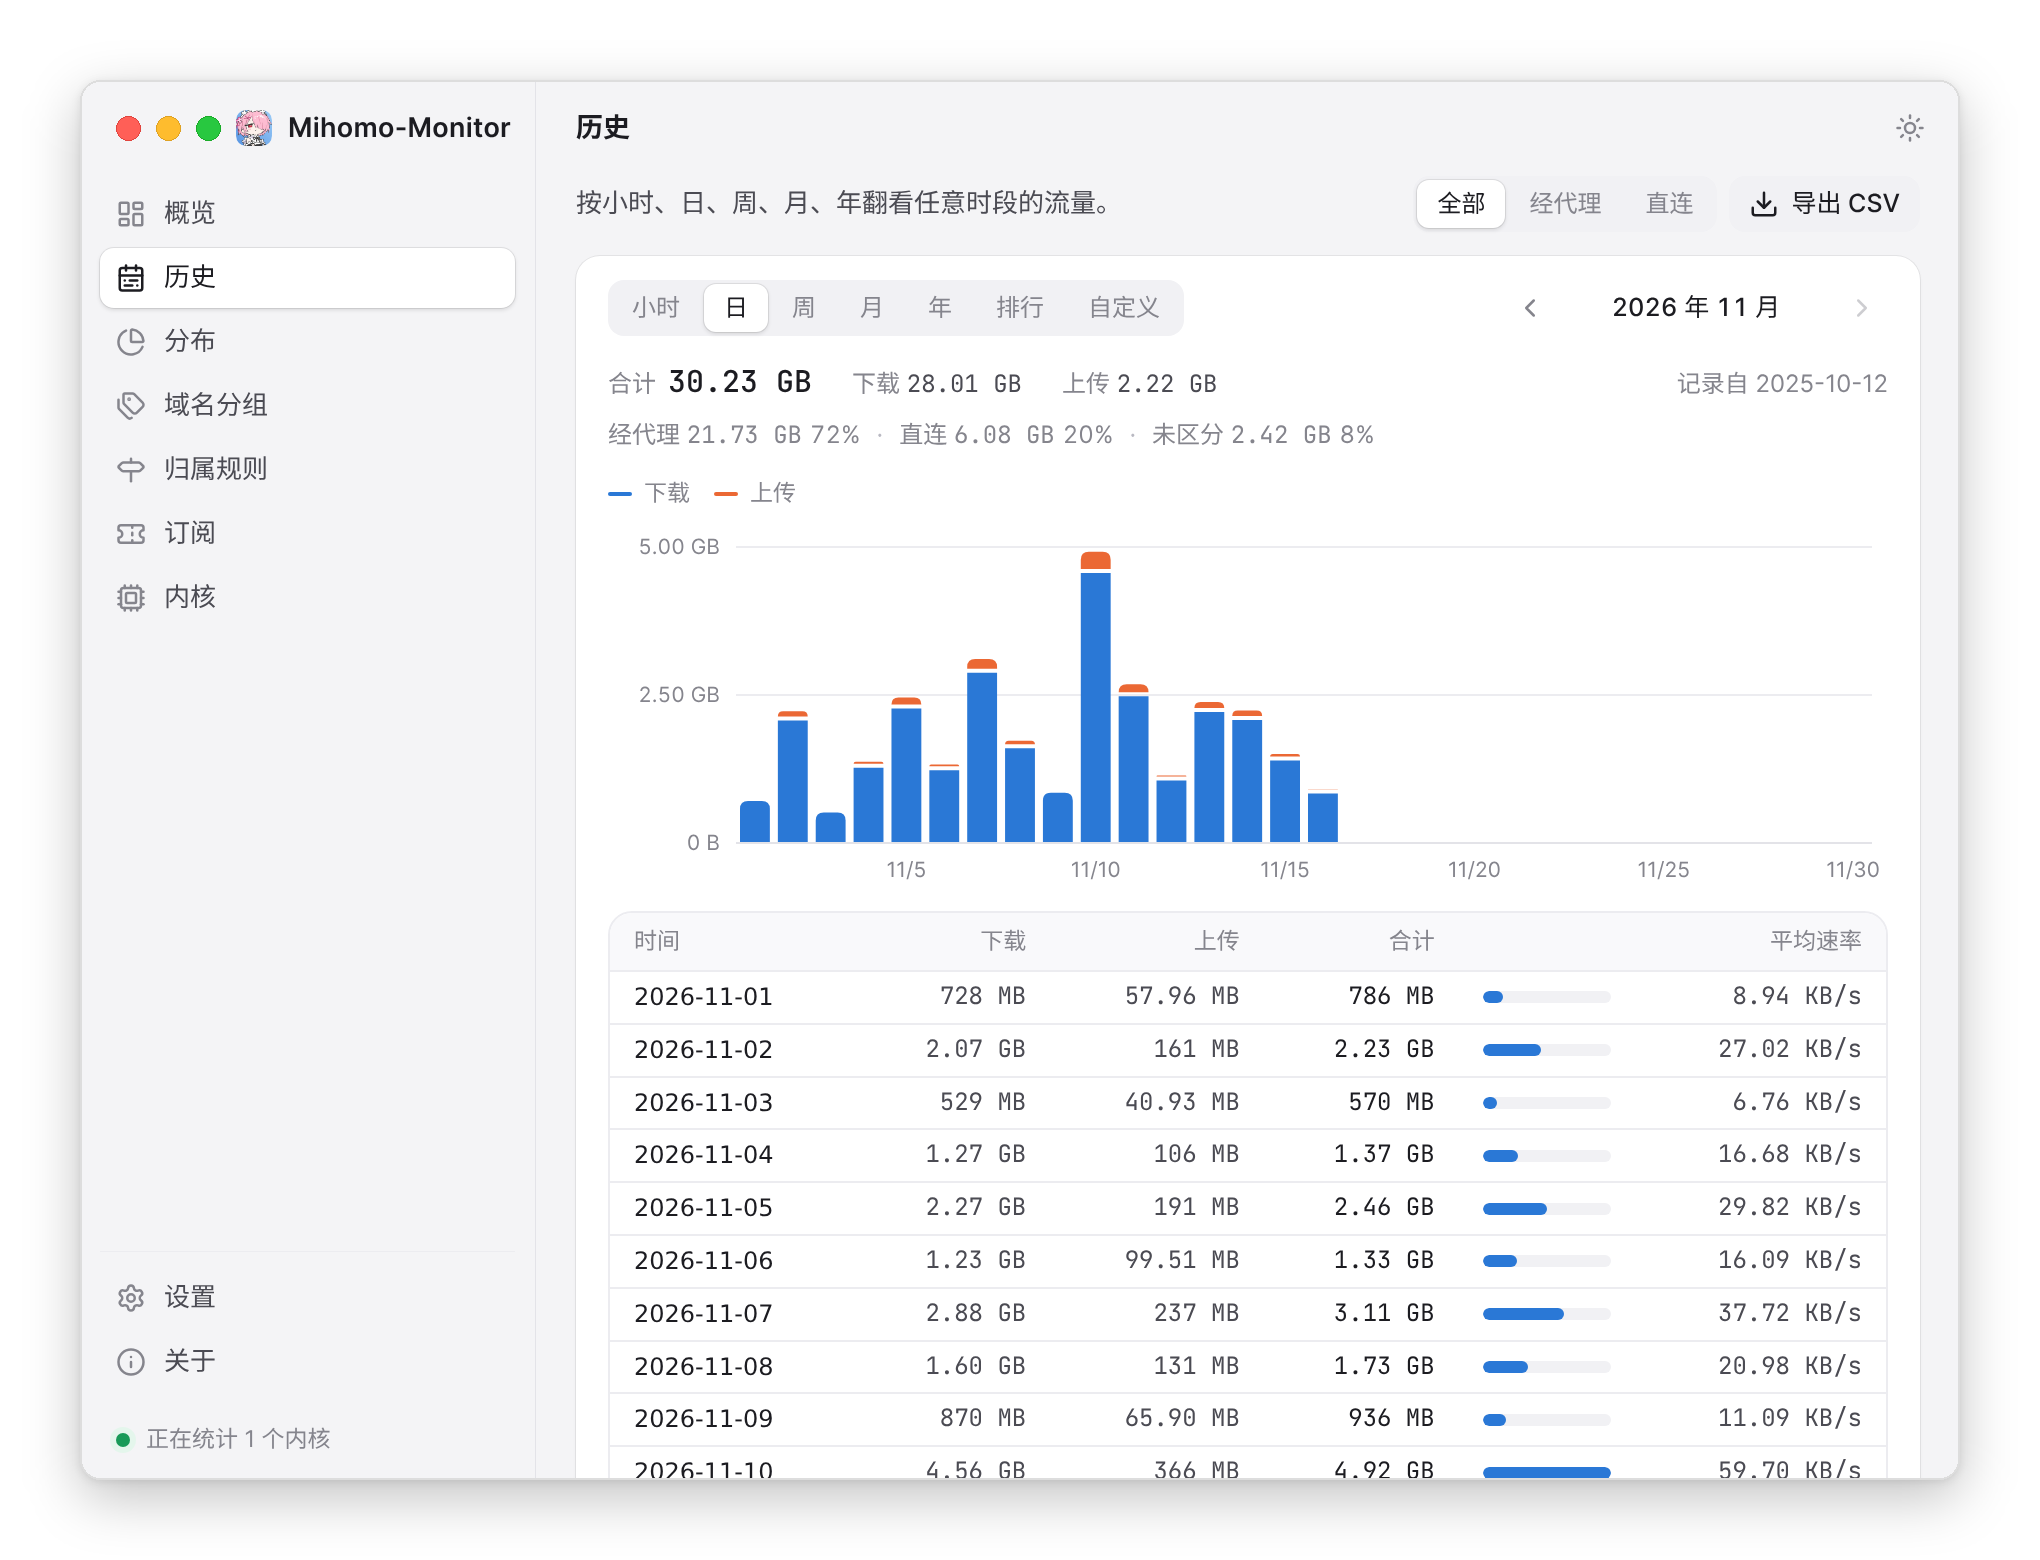 Mihomo-Monitor
概览
历史
分布
域名分组
归属规则
订阅
内核
设置
关于
正在统计 1 个内核
历史
按小时、日、周、月、年翻看任意时段的流量。
全部 经代理 直连 导出 CSV
小时 日 周 月 年 排行 自定义 2026 年 11 月
合计 30.23 GB 下载 28.01 GB 上传 2.22 GB 记录自 2025-10-12
经代理 21.73 GB 72% · 直连 6.08 GB 20% · 未区分 2.42 GB 8%
下载 上传
5.00 GB
2.50 GB
0 B
11/5 11/10 11/15 11/20 11/25 11/30
时间 下载 上传 合计 平均速率
2026-11-01 728 MB 57.96 MB 786 MB 8.94 KB/s
2026-11-02 2.07 GB 161 MB 2.23 GB 27.02 KB/s
2026-11-03 529 MB 40.93 MB 570 MB 6.76 KB/s
2026-11-04 1.27 GB 106 MB 1.37 GB 16.68 KB/s
2026-11-05 2.27 GB 191 MB 2.46 GB 29.82 KB/s
2026-11-06 1.23 GB 99.51 MB 1.33 GB 16.09 KB/s
2026-11-07 2.88 GB 237 MB 3.11 GB 37.72 KB/s
2026-11-08 1.60 GB 131 MB 1.73 GB 20.98 KB/s
2026-11-09 870 MB 65.90 MB 936 MB 11.09 KB/s
2026-11-10 4.56 GB 366 MB 4.92 GB 59.70 KB/s